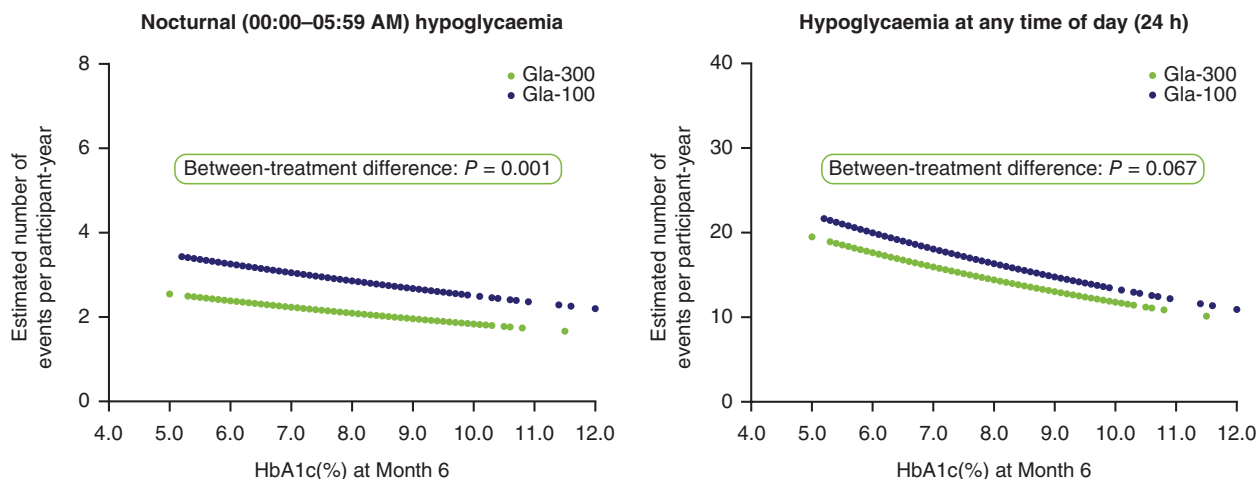 Nocturnal (00:00–05:59 AM) hypoglycaemia
Estimated number of
events per participant-year
8
6
4
2
0
Gla-300
Gla-100
Between-treatment difference: P = 0.001
4.0 5.0 6.0 7.0 8.0 9.0 10.0 11.0 12.0
HbA1c(%) at Month 6
Hypoglycaemia at any time of day (24 h)
Estimated number of
events per participant-year
40
30
20
10
0
Gla-300
Gla-100
Between-treatment difference: P = 0.067
4.0 5.0 6.0 7.0 8.0 9.0 10.0 11.0 12.0
HbA1c(%) at Month 6